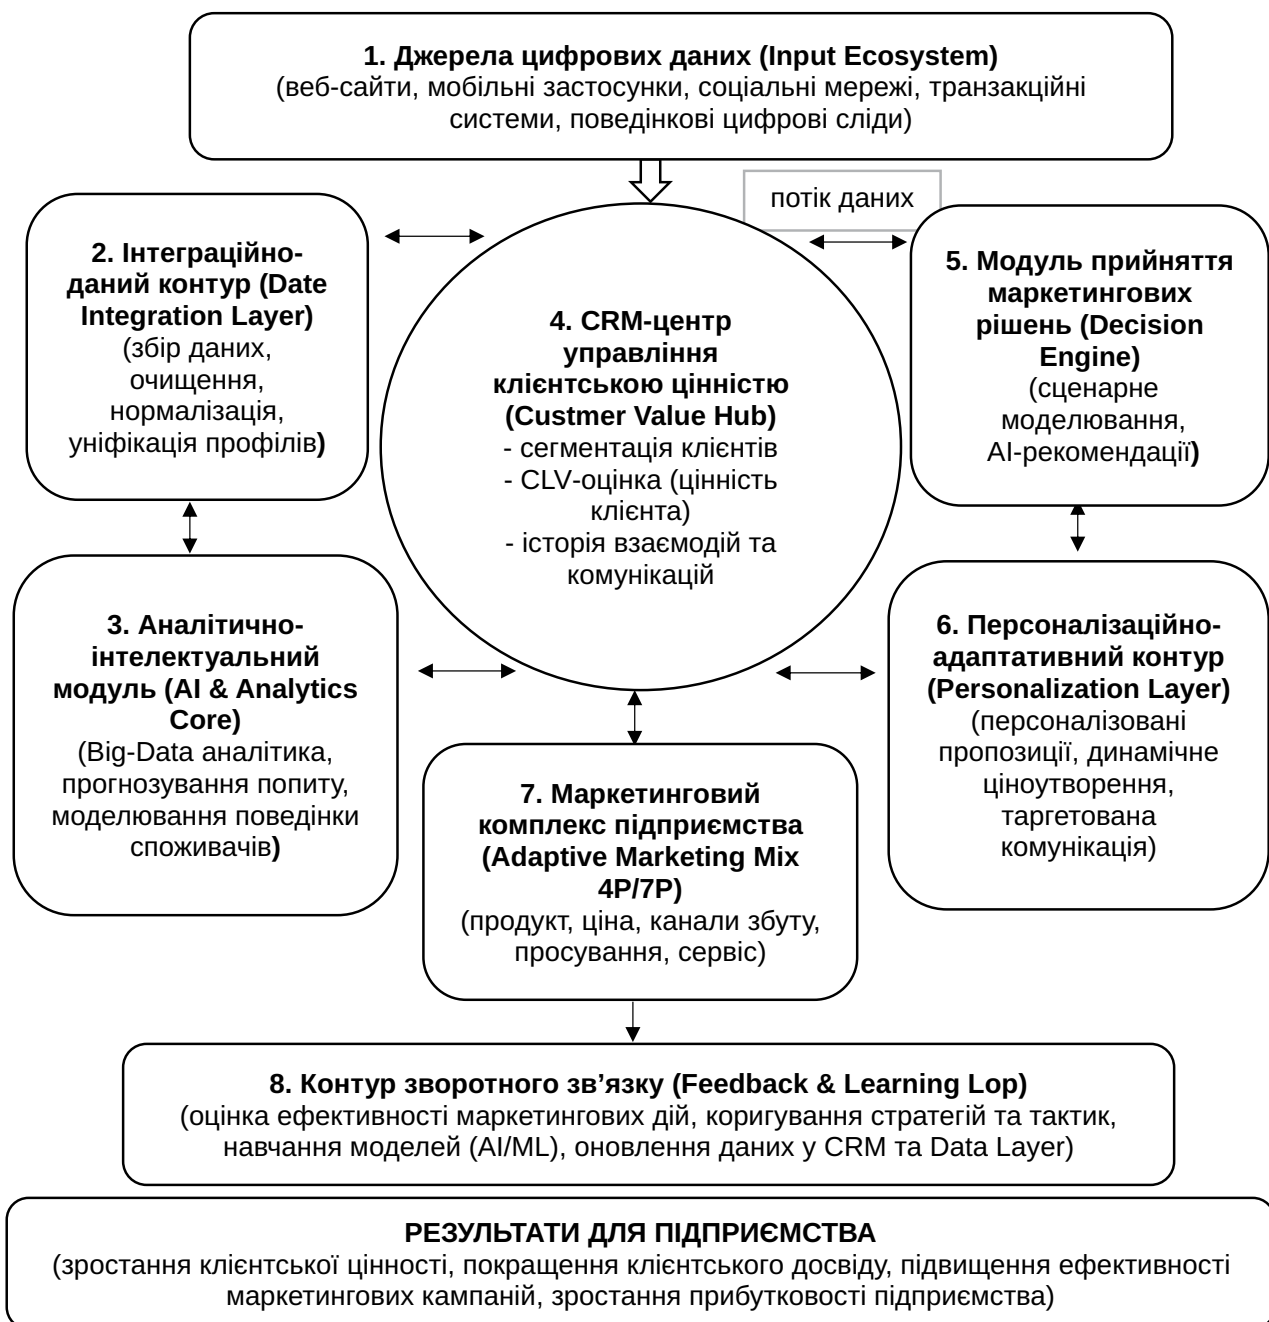 1. Джерела цифрових даних (Input Ecosystem)
(веб-сайти, мобільні застосунки, соціальні мережі, транзакційні
системи, поведінкові цифрові сліди)
потік даних
2. Інтеграційно-
даний контур (Date
Integration Layer)
(збір даних,
очищення,
нормалізація,
уніфікація профілів)
3. Аналітично-
інтелектуальний
модуль (AI & Analytics
Core)
(Big-Data аналітика,
прогнозування попиту,
моделювання поведінки
споживачів)
4. CRM-центр
управління
клієнтською цінністю
(Custmer Value Hub)
- сегментація клієнтів
- CLV-оцінка (цінність
клієнта)
- історія взаємодій та
комунікацій
5. Модуль прийняття
маркетингових
рішень (Decision
Engine)
(сценарне
моделювання,
AI-рекомендації)
6. Персоналізаційно-
адаптативний контур
(Personalization Layer)
(персоналізовані
пропозиції, динамічне
ціноутворення,
таргетована
комунікація)
7. Маркетинговий
комплекс підприємства
(Adaptive Marketing Mix
4P/7P)
(продукт, ціна, канали збуту,
просування, сервіс)
8. Контур зворотного зв’язку (Feedback & Learning Lop)
(оцінка ефективності маркетингових дій, коригування стратегій та тактик,
навчання моделей (AI/ML), оновлення даних у CRM та Data Layer)
РЕЗУЛЬТАТИ ДЛЯ ПІДПРИЄМСТВА
(зростання клієнтської цінності, покращення клієнтського досвіду, підвищення ефективності
маркетингових кампаній, зростання прибутковості підприємства)